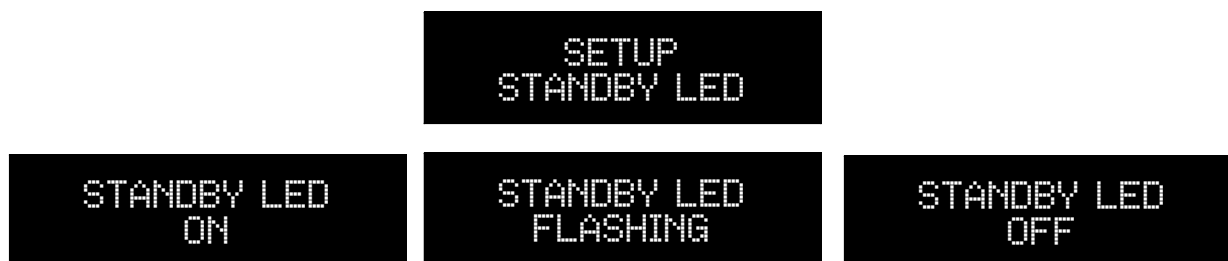 SETUP
STANDBY LED
STANDBY LED
ON
STANDBY LED
FLASHING
STANDBY LED
OFF